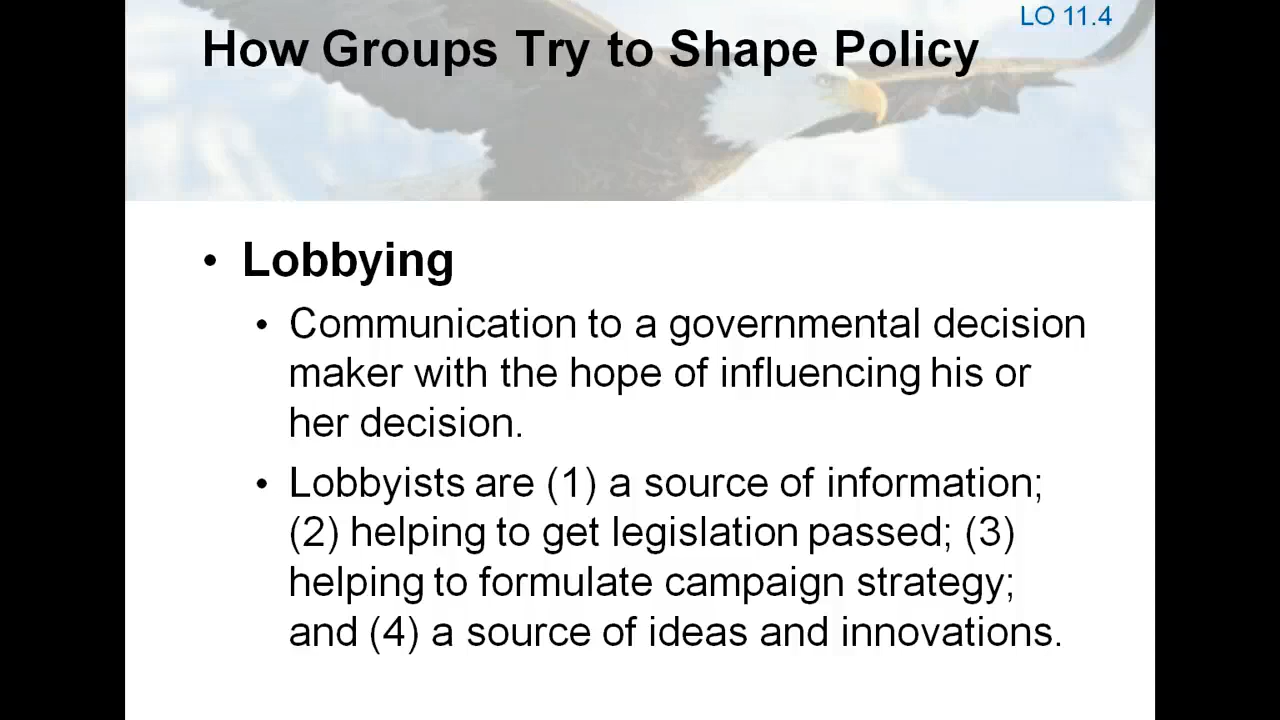 LO 11.4
How Groups Try to Shape Policy
• Lobbying
• Communication to a governmental decision
maker with the hope of influencing his or
her decision.
• Lobbyists are (1) a source of information;
(2) helping to get legislation passed; (3)
helping to formulate campaign strategy;
and (4) a source of ideas and innovations.